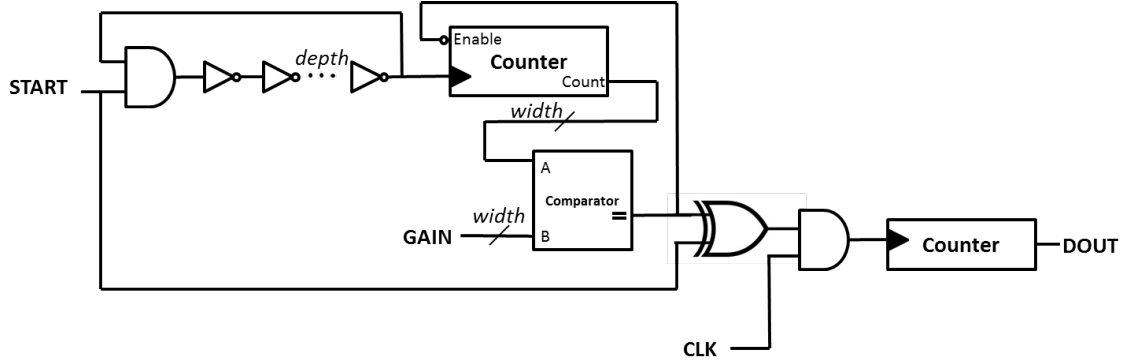 Enable
depth
Counter
START
Count
width
A
Comparator
=
width
GAIN
B
Counter
DOUT
CLK